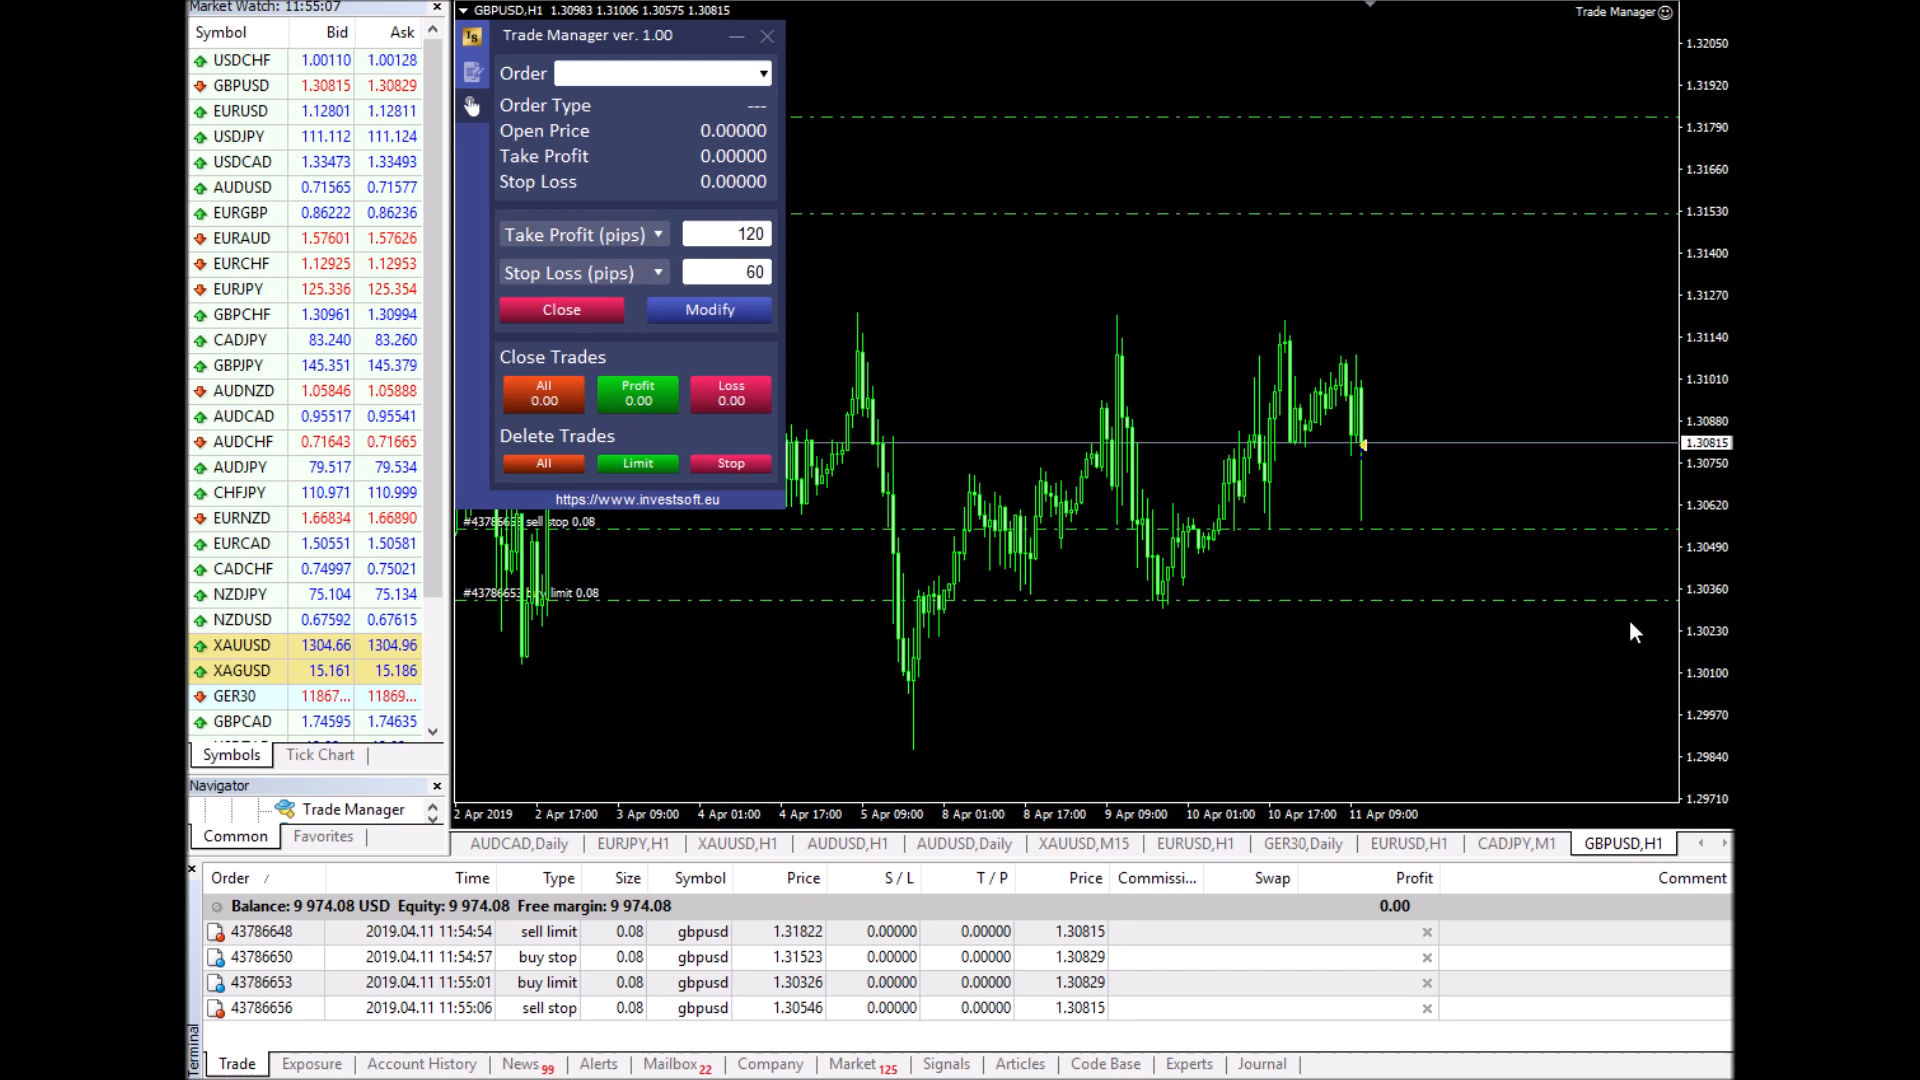 Market Watch: 11:55:07
Symbol Bid Ask
USDCHF 1.00110 1.00128
GBPUSD 1.30815 1.30829
EURUSD 1.12801 1.12811
USDJPY 111.112 111.124
USDCAD 1.33473 1.33493
AUDUSD 0.71565 0.71577
EURGBP 0.86222 0.86236
EURAUD 1.57601 1.57626
EURCHF 1.12925 1.12953
EURJPY 125.336 125.354
GBPCHF 1.30961 1.30994
CADJPY 83.240 83.260
GBPJPY 145.351 145.379
AUDNZD 1.05846 1.05888
AUDCAD 0.95517 0.95541
AUDCHF 0.71643 0.71665
AUDJPY 79.517 79.534
CHFJPY 110.971 110.999
EURNZD 1.66834 1.66890
EURCAD 1.50551 1.50581
CADCHF 0.74997 0.75021
NZDJPY 75.104 75.134
NZDUSD 0.67592 0.67615
XAUUSD 1304.66 1304.96
XAGUSD 15.161 15.186
GER30 11867... 11869...
GBPCAD 1.74595 1.74635
Symbols Tick Chart
Navigator
Trade Manager
Common Favorites
GBPUSD,H1 1.30983 1.31006 1.30575 1.30815
Trade Manager
IS
Trade Manager ver. 1.00
Order
Order Type ---
Open Price 0.00000
Take Profit 0.00000
Stop Loss 0.00000
Take Profit (pips) 120
Stop Loss (pips) 60
Close Modify
Close Trades
All Profit Loss
0.00 0.00 0.00
Delete Trades
All Limit Stop
https://www.investsoft.eu
sell stop 0.08
limit 0.08
1.32050
1.31920
1.31790
1.31660
1.31530
1.31400
1.31270
1.31140
1.31010
1.30880
1.30815
1.30750
1.30620
1.30490
1.30360
1.30230
1.30100
1.29970
1.29840
1.29710
2 Apr 2019 2 Apr 17:00 3 Apr 09:00 4 Apr 01:00 4 Apr 17:00 5 Apr 09:00 8 Apr 01:00 8 Apr 17:00 9 Apr 09:00 10 Apr 01:00 10 Apr 17:00 11 Apr 09:00
AUDCAD,Daily EURJPY,H1 XAUUSD,H1 AUDUSD,H1 AUDUSD,Daily XAUUSD,M15 EURUSD,H1 GER30,Daily EURUSD,H1 CADJPY,M1 GBPUSD,H1
Order / Time Type Size Symbol Price S / L T / P Price Commissi... Swap Profit Comment
Balance: 9 974.08 USD Equity: 9 974.08 Free margin: 9 974.08 0.00
43786648 2019.04.11 11:54:54 sell limit 0.08 gbpusd 1.31822 0.00000 0.00000 1.30815
43786650 2019.04.11 11:54:57 buy stop 0.08 gbpusd 1.31523 0.00000 0.00000 1.30829
43786653 2019.04.11 11:55:01 buy limit 0.08 gbpusd 1.30326 0.00000 0.00000 1.30829
43786656 2019.04.11 11:55:06 sell stop 0.08 gbpusd 1.30546 0.00000 0.00000 1.30815
Terminal
Trade Exposure Account History News 99 Alerts Mailbox 22 Company Market 125 Signals Articles Code Base Experts Journal